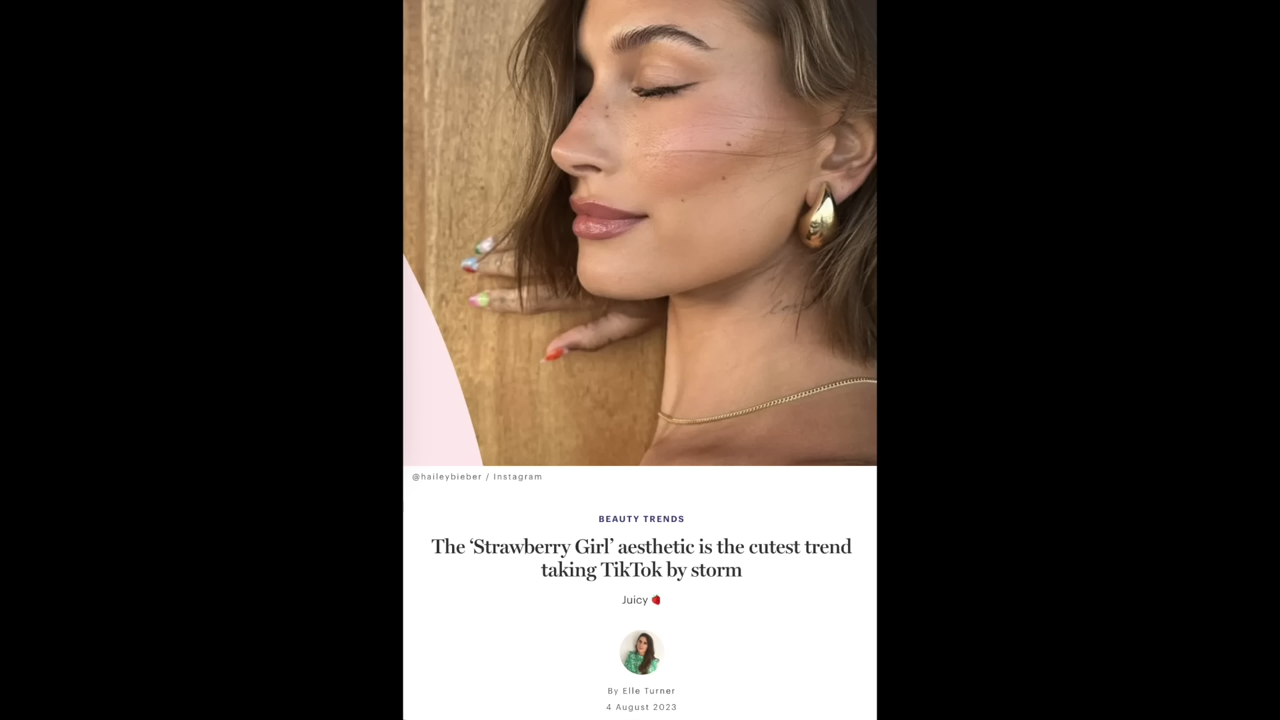 @haileybieber / Instagram
BEAUTY TRENDS
The ‘Strawberry Girl’ aesthetic is the cutest trend
taking TikTok by storm
Juicy 🍓
By Elle Turner
4 August 2023